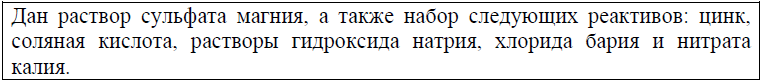 Дан раствор сульфата магния, а также набор следующих реактивов: цинк,
соляная кислота, растворы гидроксида натрия, хлорида бария и нитрата
калия.